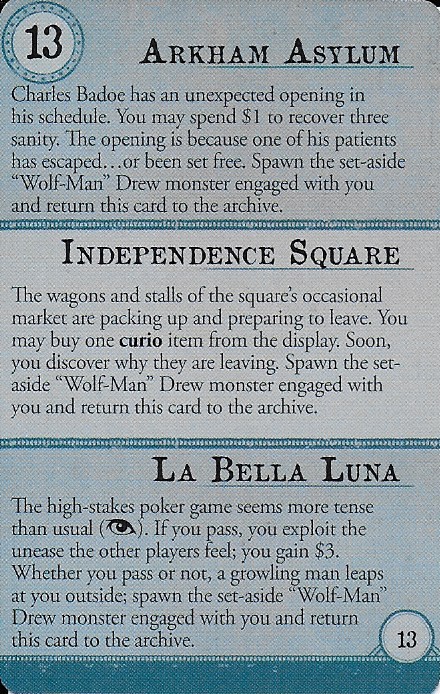 13
ARKHAM ASYLUM
Charles Badoe has an unexpected opening in
his schedule. You may spend $1 to recover three
sanity. The opening is because one of his patients
has escaped…or been set free. Spawn the set-aside
“Wolf-Man” Drew monster engaged with you
and return this card to the archive.
INDEPENDENCE SQUARE
The wagons and stalls of the square’s occasional
market are packing up and preparing to leave. You
may buy one curio item from the display. Soon,
you discover why they are leaving. Spawn the set-
aside “Wolf-Man” Drew monster engaged with
you and return this card to the archive.
LA BELLA LUNA
The high-stakes poker game seems more tense
than usual (). If you pass, you exploit the
unease the other players feel; you gain $3.
Whether you pass or not, a growling man leaps
at you outside; spawn the set-aside “Wolf-Man”
Drew monster engaged with you and return
this card to the archive.
13